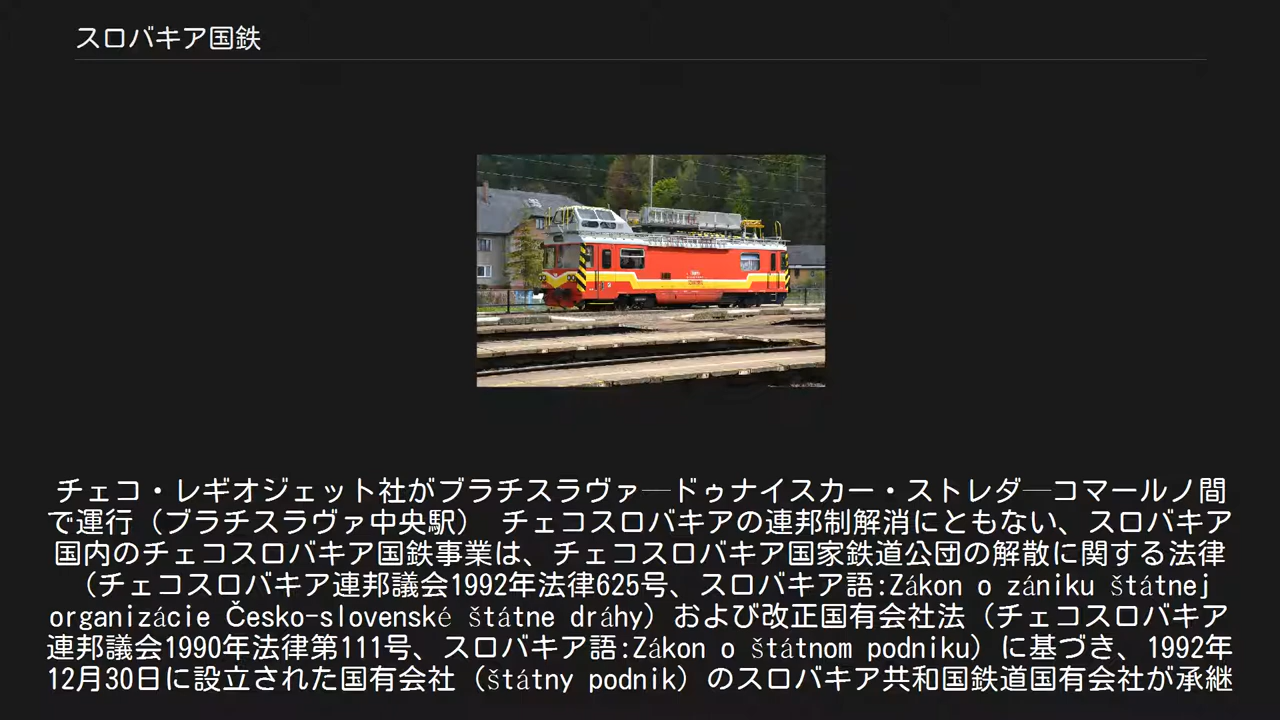 スロバキア国鉄
チェコ・レギオジェット社がブラチスラヴァ―ドゥナイスカー・ストレダ―コマールノ間
で運行（ブラチスラヴァ中央駅） チェコスロバキアの連邦制解消にともない、スロバキア
国内のチェコスロバキア国鉄事業は、チェコスロバキア国家鉄道公団の解散に関する法律
（チェコスロバキア連邦議会1992年法律625号、スロバキア語:Zákon o zániku štátnej
organizácie Česko-slovenské štátne dráhy）および改正国有会社法（チェコスロバキア
連邦議会1990年法律第111号、スロバキア語:Zákon o štátnom podniku）に基づき、1992年
12月30日に設立された国有会社（štátny podnik）のスロバキア共和国鉄道国有会社が承継